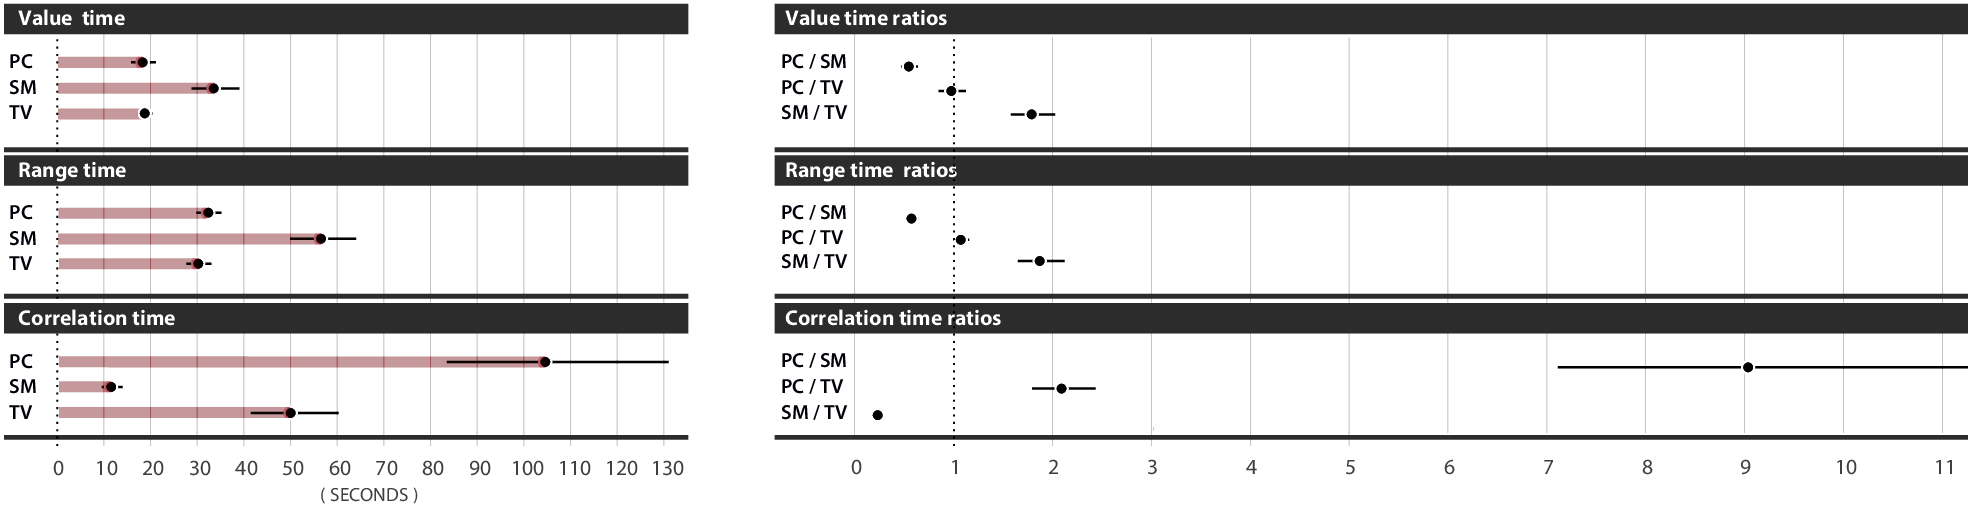 Value time
PC
SM
TV
Range time
PC
SM
TV
Correlation time
PC
SM
TV
0 10 20 30 40 50 60 70 80 90 100 110 120 130
( SECONDS )
Value time ratios
PC / SM
PC / TV
SM / TV
Range time ratios
PC / SM
PC / TV
SM / TV
Correlation time ratios
PC / SM
PC / TV
SM / TV
0 1 2 3 4 5 6 7 8 9 10 11